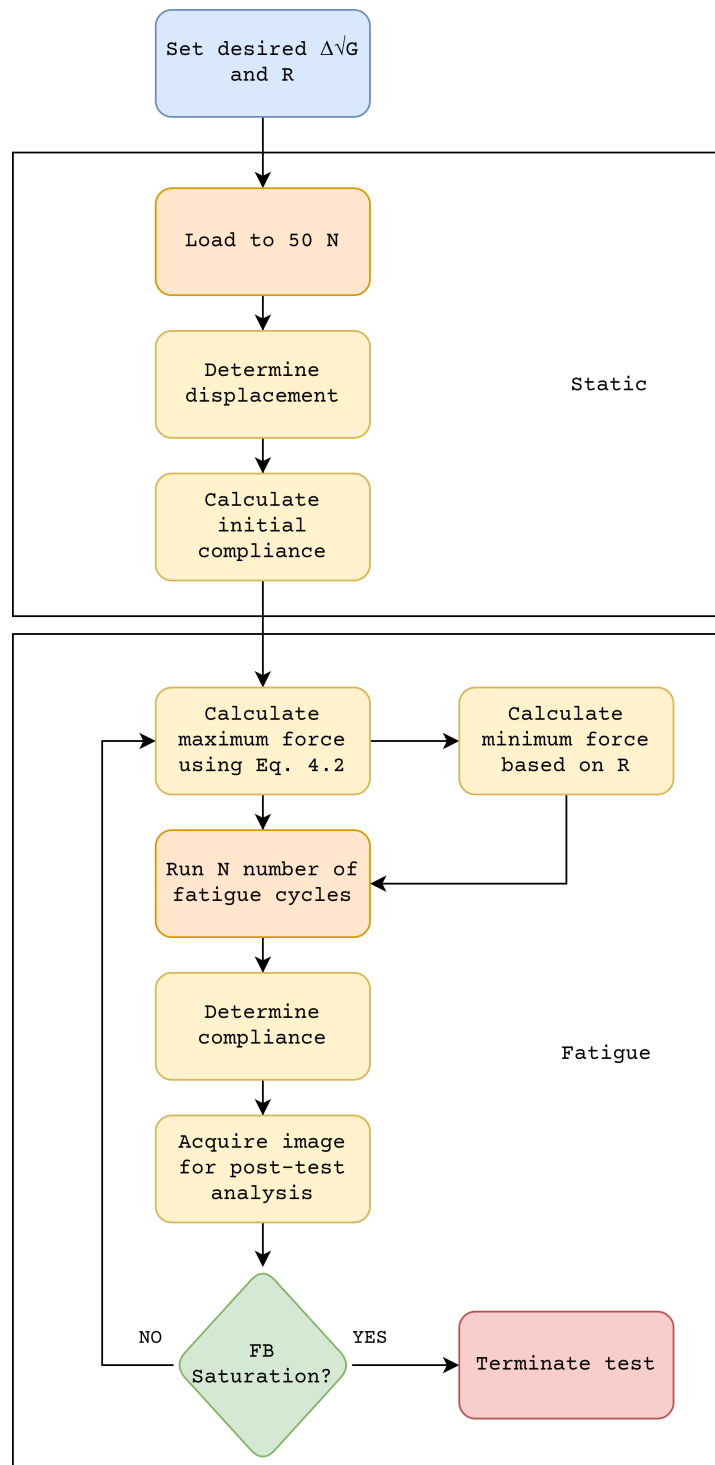 Set desired Δ√G
and R
Load to 50 N
Determine
displacement
Static
Calculate
initial
compliance
Calculate
maximum force
using Eq. 4.2
Calculate
minimum force
based on R
Run N number of
fatigue cycles
Determine
compliance
Fatigue
Acquire image
for post-test
analysis
NO
FB
Saturation?
YES
Terminate test